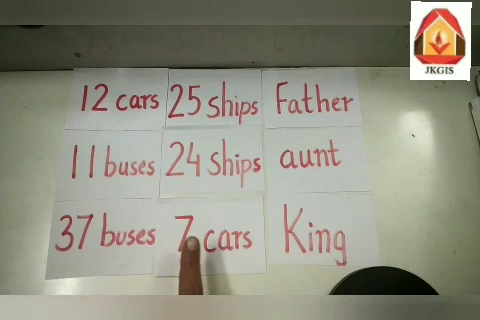 JKGIS
12 cars 25 ships Father
11 buses 24 ships aunt
37 buses 7 cars King